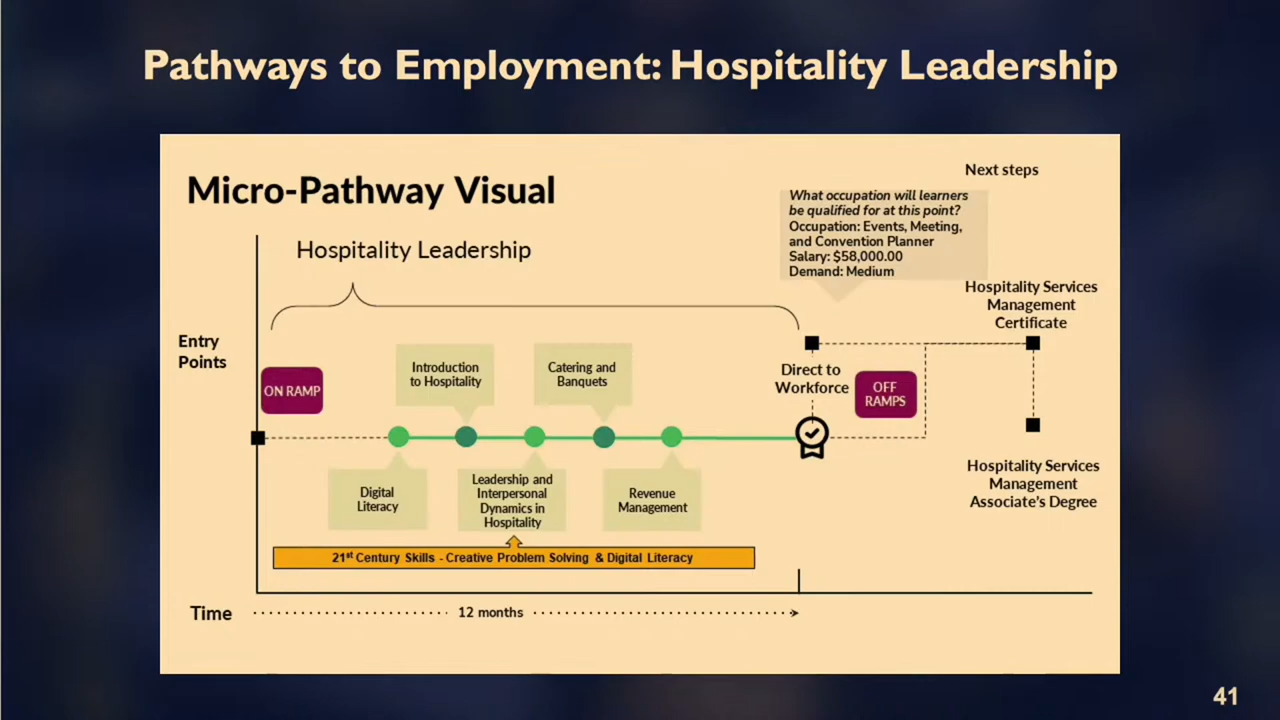 Pathways to Employment: Hospitality Leadership
Micro-Pathway Visual
Next steps
What occupation will learners
be qualified for at this point?
Occupation: Events, Meeting,
and Convention Planner
Salary: $58,000.00
Demand: Medium
Hospitality Leadership
Hospitality Services
Management
Certificate
Entry
Points
ON RAMP
Introduction
to Hospitality
Catering and
Banquets
Direct to
Workforce
OFF
RAMPS
Digital
Literacy
Leadership and
Interpersonal
Dynamics in
Hospitality
Revenue
Management
Hospitality Services
Management
Associate's Degree
21st Century Skills - Creative Problem Solving & Digital Literacy
Time
12 months
41